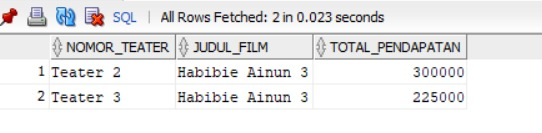 SQL | All Rows Fetched: 2 in 0.023 seconds
NOMOR_TEATER JUDUL_FILM TOTAL_PENDAPATAN
1 Teater 2 Habibie Ainun 3 300000
2 Teater 3 Habibie Ainun 3 225000